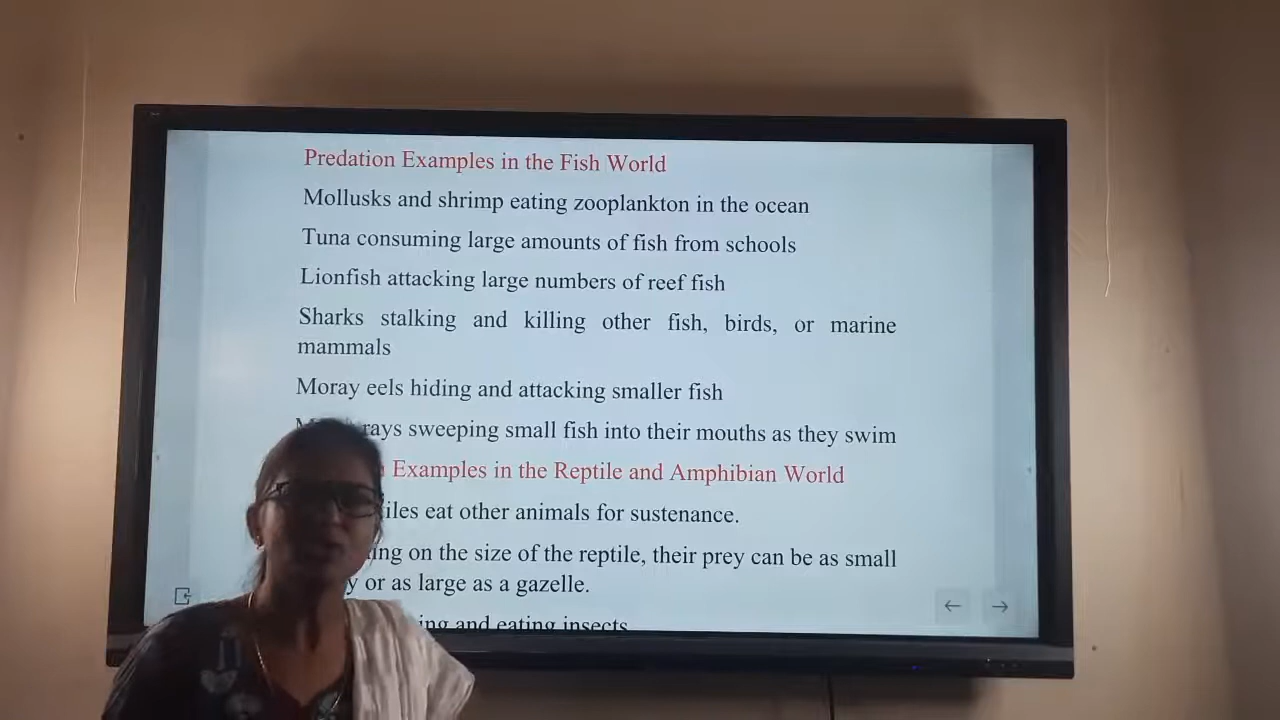 Predation Examples in the Fish World
Mollusks and shrimp eating zooplankton in the ocean
Tuna consuming large amounts of fish from schools
Lionfish attacking large numbers of reef fish
Sharks stalking and killing other fish, birds, or marine
mammals
Moray eels hiding and attacking smaller fish
rays sweeping small fish into their mouths as they swim
Examples in the Reptile and Amphibian World
eat other animals for sustenance.
on the size of the reptile, their prey can be as small
or as large as a gazelle.
and eating insects